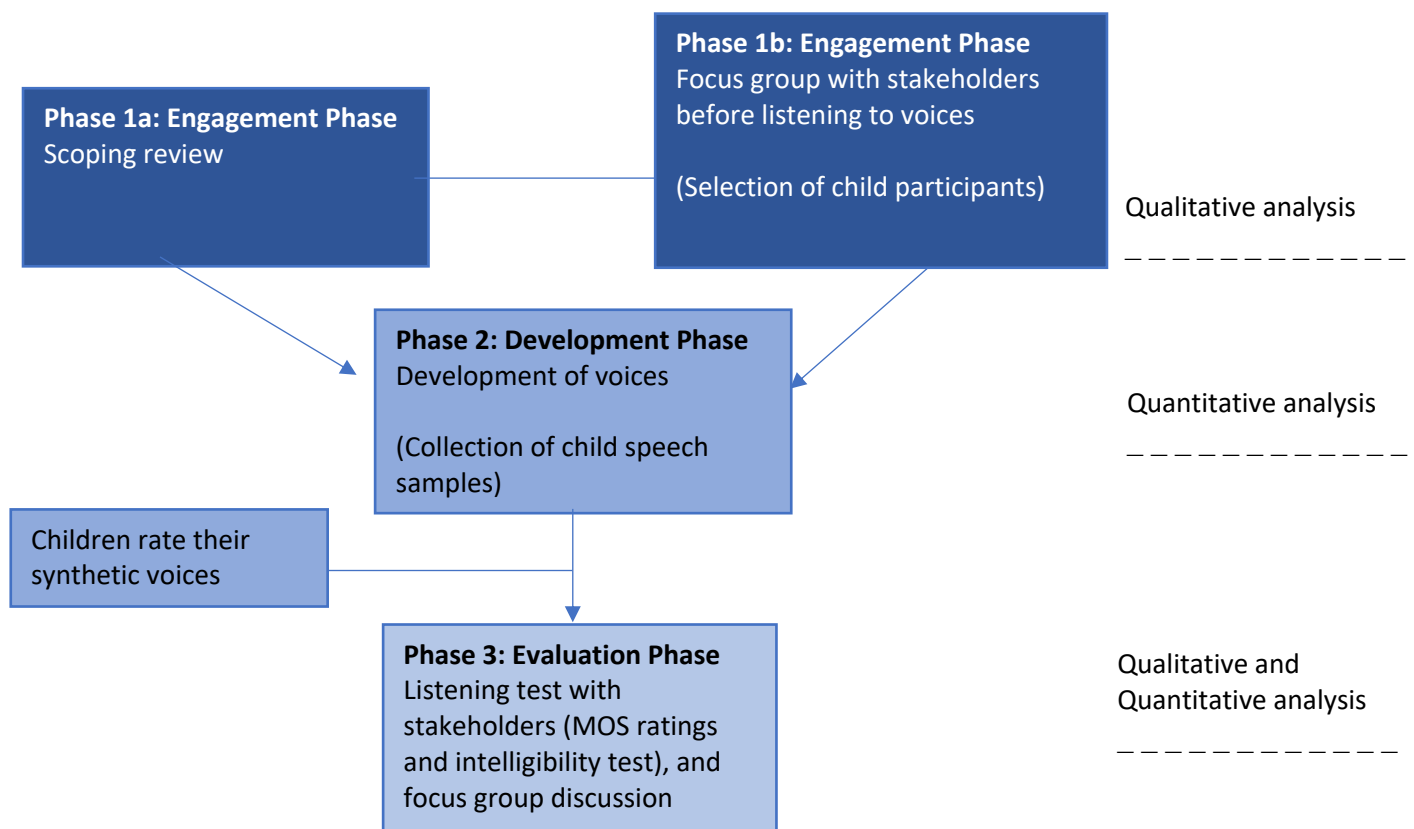 Phase 1a: Engagement Phase
Scoping review
Phase 1b: Engagement Phase
Focus group with stakeholders
before listening to voices
(Selection of child participants)
Qualitative analysis
Phase 2: Development Phase
Development of voices
(Collection of child speech
samples)
Quantitative analysis
Children rate their
synthetic voices
Phase 3: Evaluation Phase
Listening test with
stakeholders (MOS ratings
and intelligibility test), and
focus group discussion
Qualitative and
Quantitative analysis